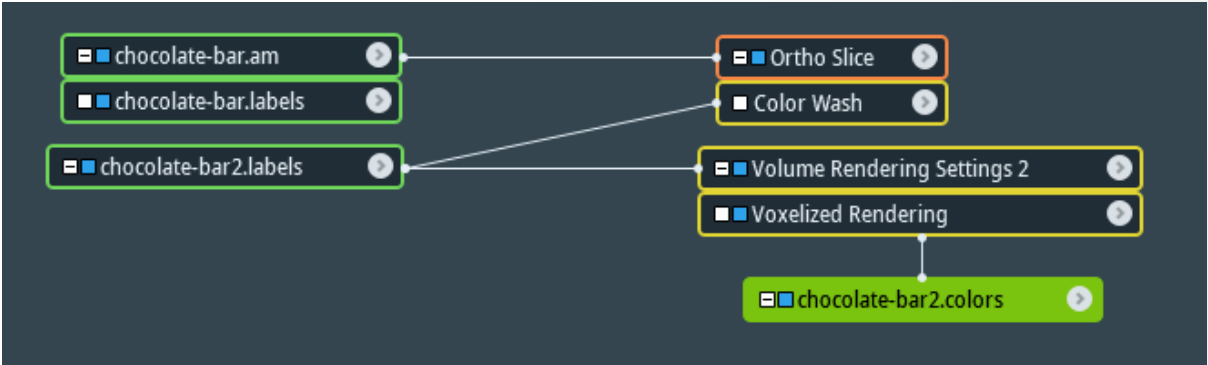 chocolate-bar.am
Ortho Slice
chocolate-bar.labels
Color Wash
chocolate-bar2.labels
Volume Rendering Settings 2
Voxelized Rendering
chocolate-bar2.colors